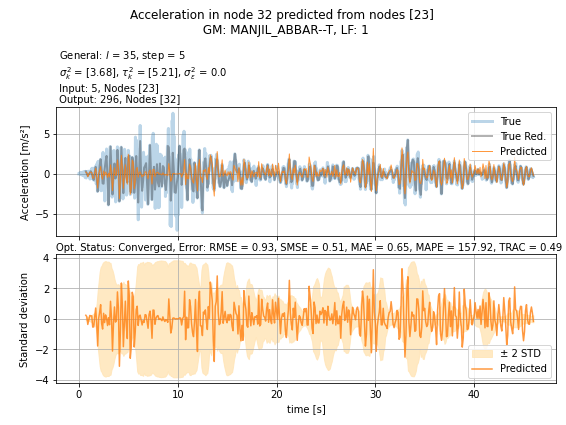 Acceleration in node 32 predicted from nodes [23]
GM: MANJIL_ABBAR--T, LF: 1
General: l = 35, step = 5
σ²ₖ = [3.68], τ²ₖ = [5.21], σ²ε = 0.0
Input: 5, Nodes [23]
Output: 296, Nodes [32]
Acceleration [m/s²]
5
0
−5
True
True Red.
Predicted
Opt. Status: Converged, Error: RMSE = 0.93, SMSE = 0.51, MAE = 0.65, MAPE = 157.92, TRAC = 0.49
Standard deviation
4
2
0
−2
−4
± 2 STD
Predicted
0 10 20 30 40
time [s]